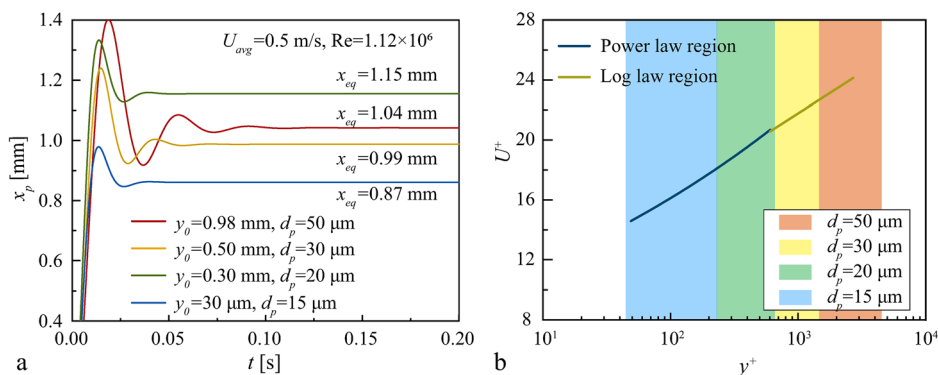 1.4
1.2
1.0
0.8
0.6
0.4
x_p [mm]
U_avg=0.5 m/s, Re=1.12×10⁶
x_eq=1.15 mm
x_eq=1.04 mm
x_eq=0.99 mm
x_eq=0.87 mm
y_0=0.98 mm, d_p=50 μm
y_0=0.50 mm, d_p=30 μm
y_0=0.30 mm, d_p=20 μm
y_0=30 μm, d_p=15 μm
0.00 0.05 0.10 0.15 0.20
t [s]
a
28
24
20
16
12
8
U⁺
Power law region
Log law region
d_p=50 μm
d_p=30 μm
d_p=20 μm
d_p=15 μm
10¹ 10² 10³ 10⁴
y⁺
b